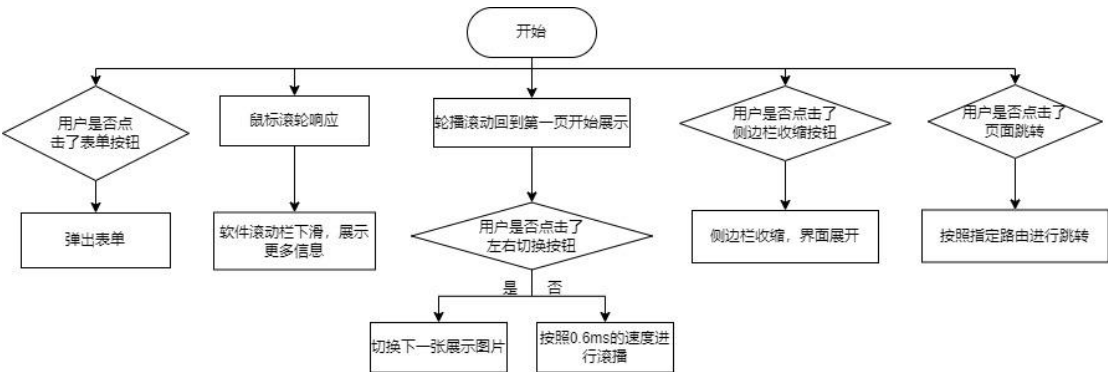 开始
用户是否点
击了表单按钮
鼠标滚轮响应
轮播滚动回到第一页开始展示
用户是否点击了
侧边栏收缩按钮
用户是否点击了
页面跳转
弹出表单
软件滚动栏下滑，展示
更多信息
用户是否点击了
左右切换按钮
侧边栏收缩，界面展开
按照指定路由进行跳转
是
否
切换下一张展示图片
按照0.6ms的速度进
行滚播